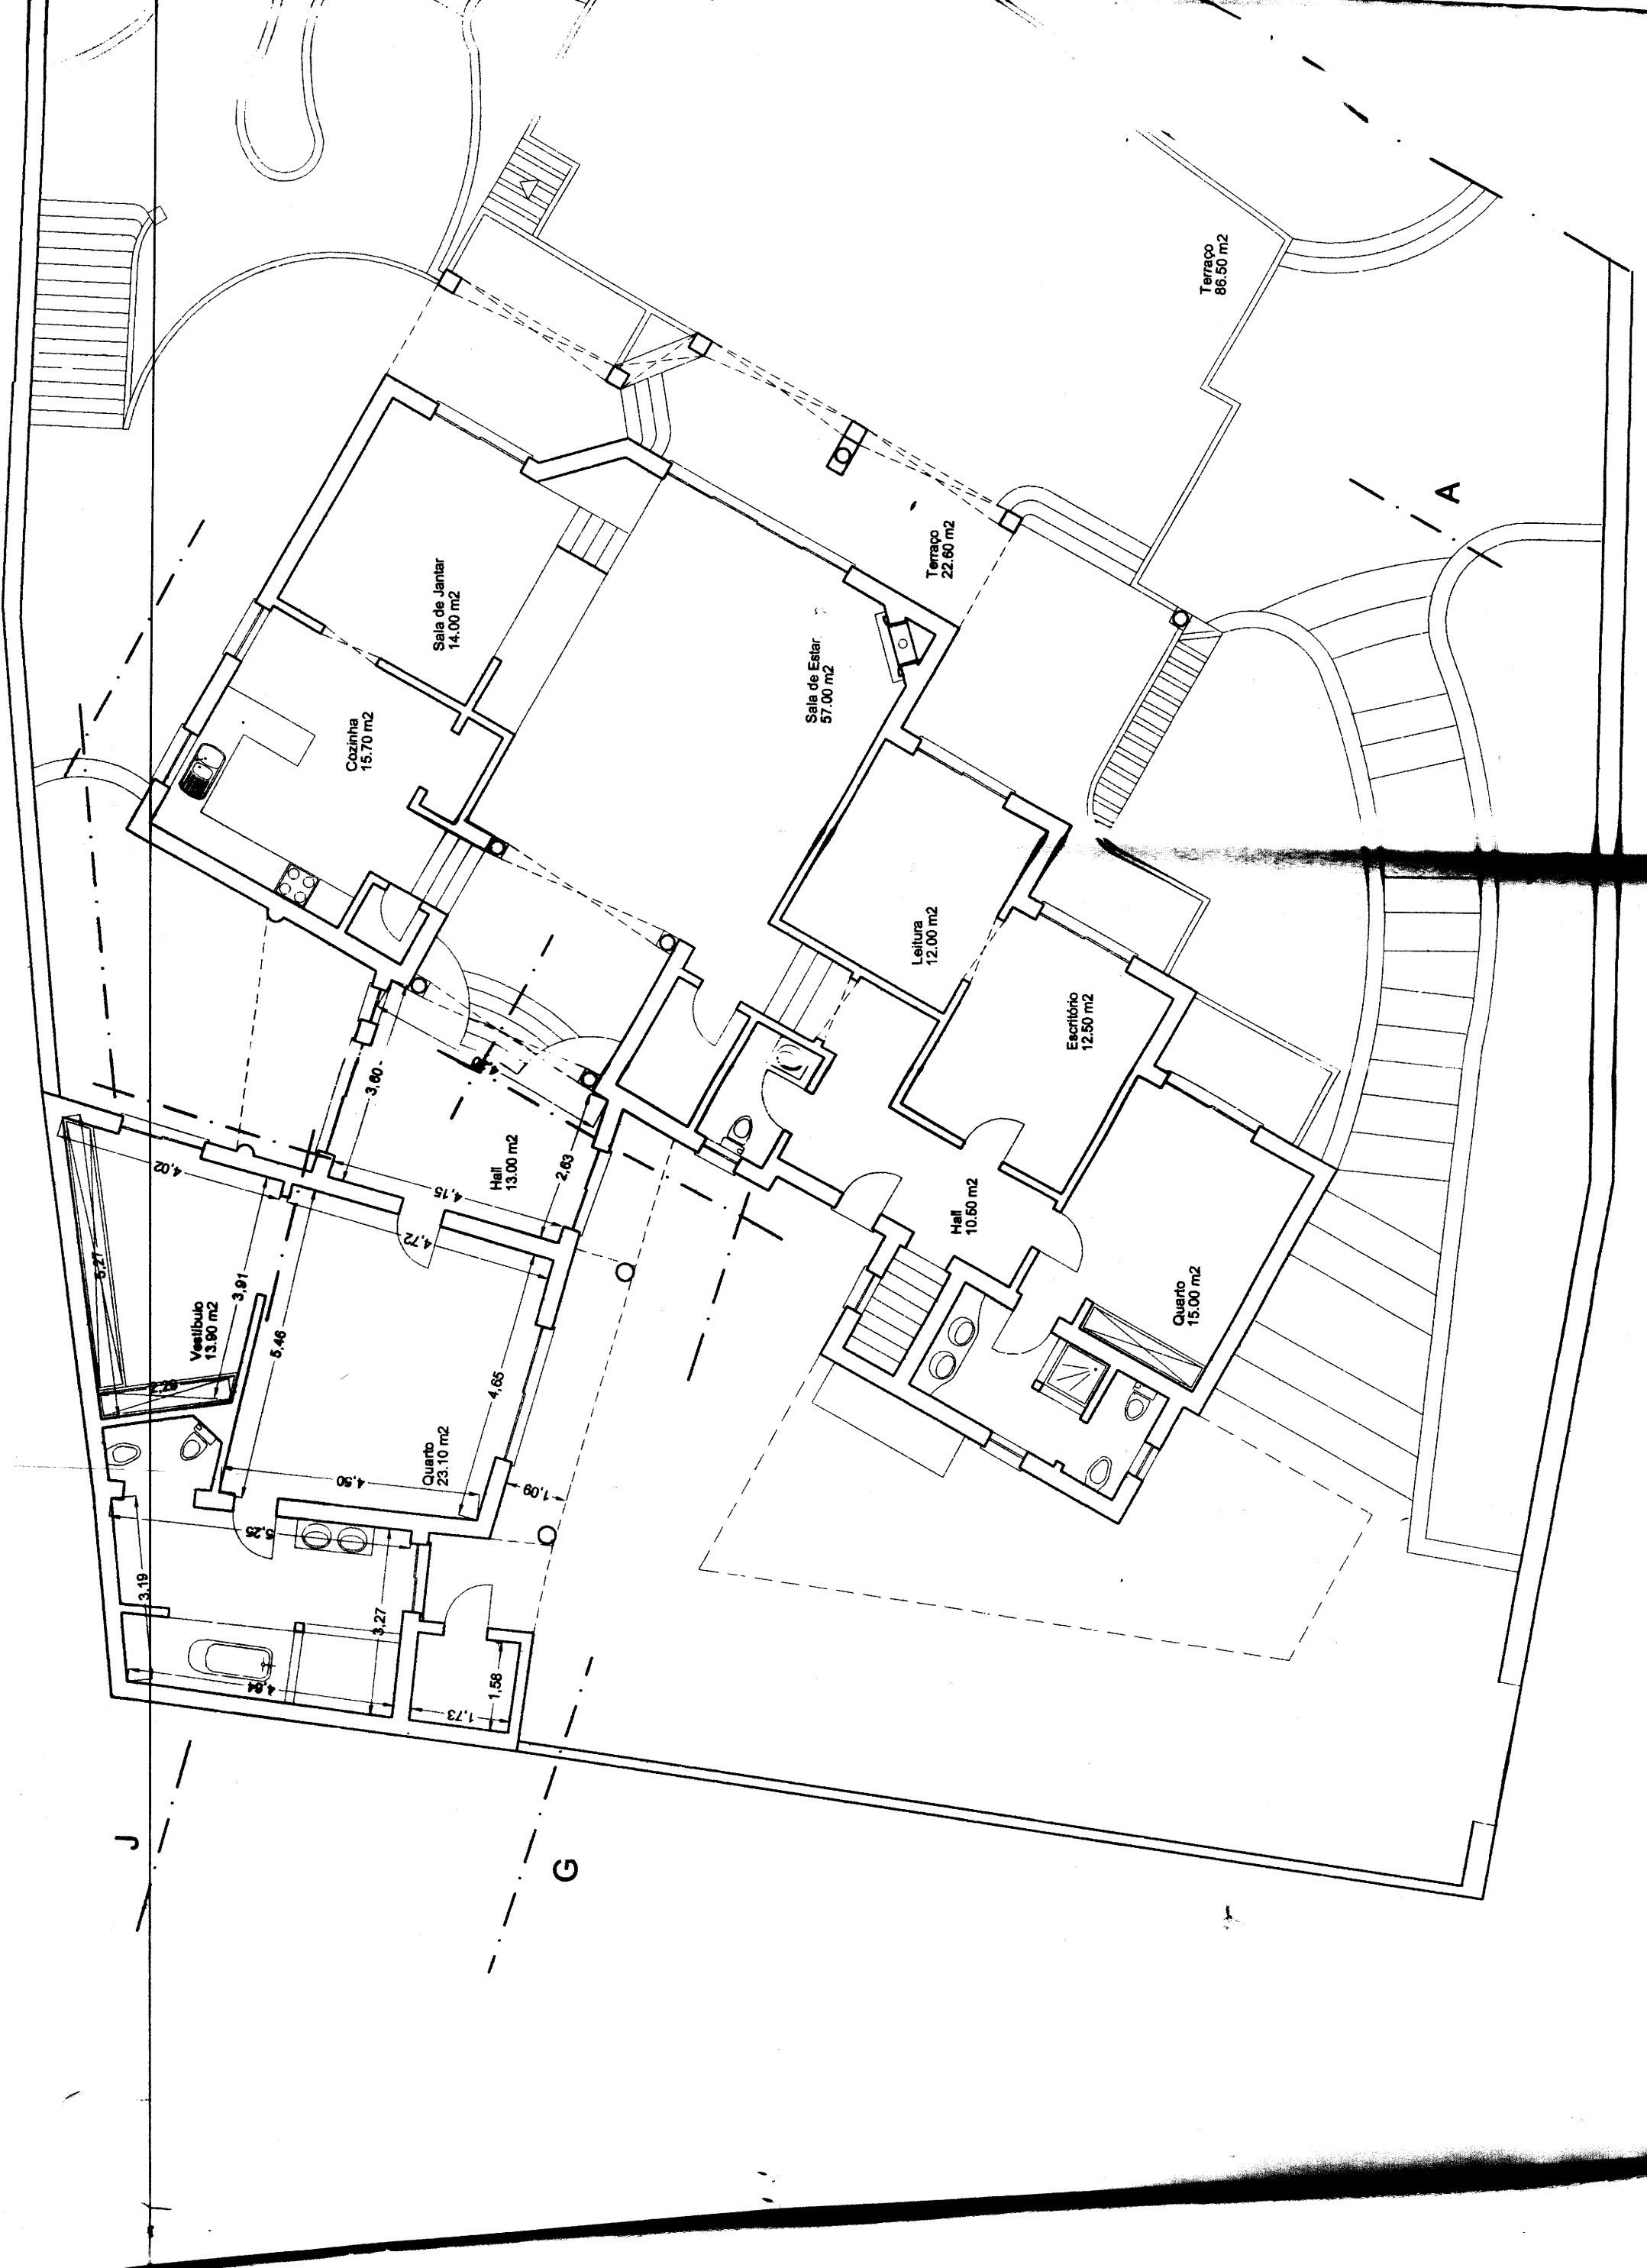 Terraço
86.50 m2
A
Sala de Jantar
14.00 m2
Terraço
22.60 m2
Sala de Estar
57.00 m2
Cozinha
15.70 m2
Leitura
12.00 m2
Escritório
12.50 m2
3,60
Hall
13.00 m2
2,63
4,15
4,72
4,02
5,27
3,91
Vestibulo
13.90 m2
5,46
Hall
10.50 m2
Quarto
15.00 m2
4,65
Quarto
23.10 m2
4,50
1,09
5,25
3,19
3,27
4,64
1,58
1,73
J
G